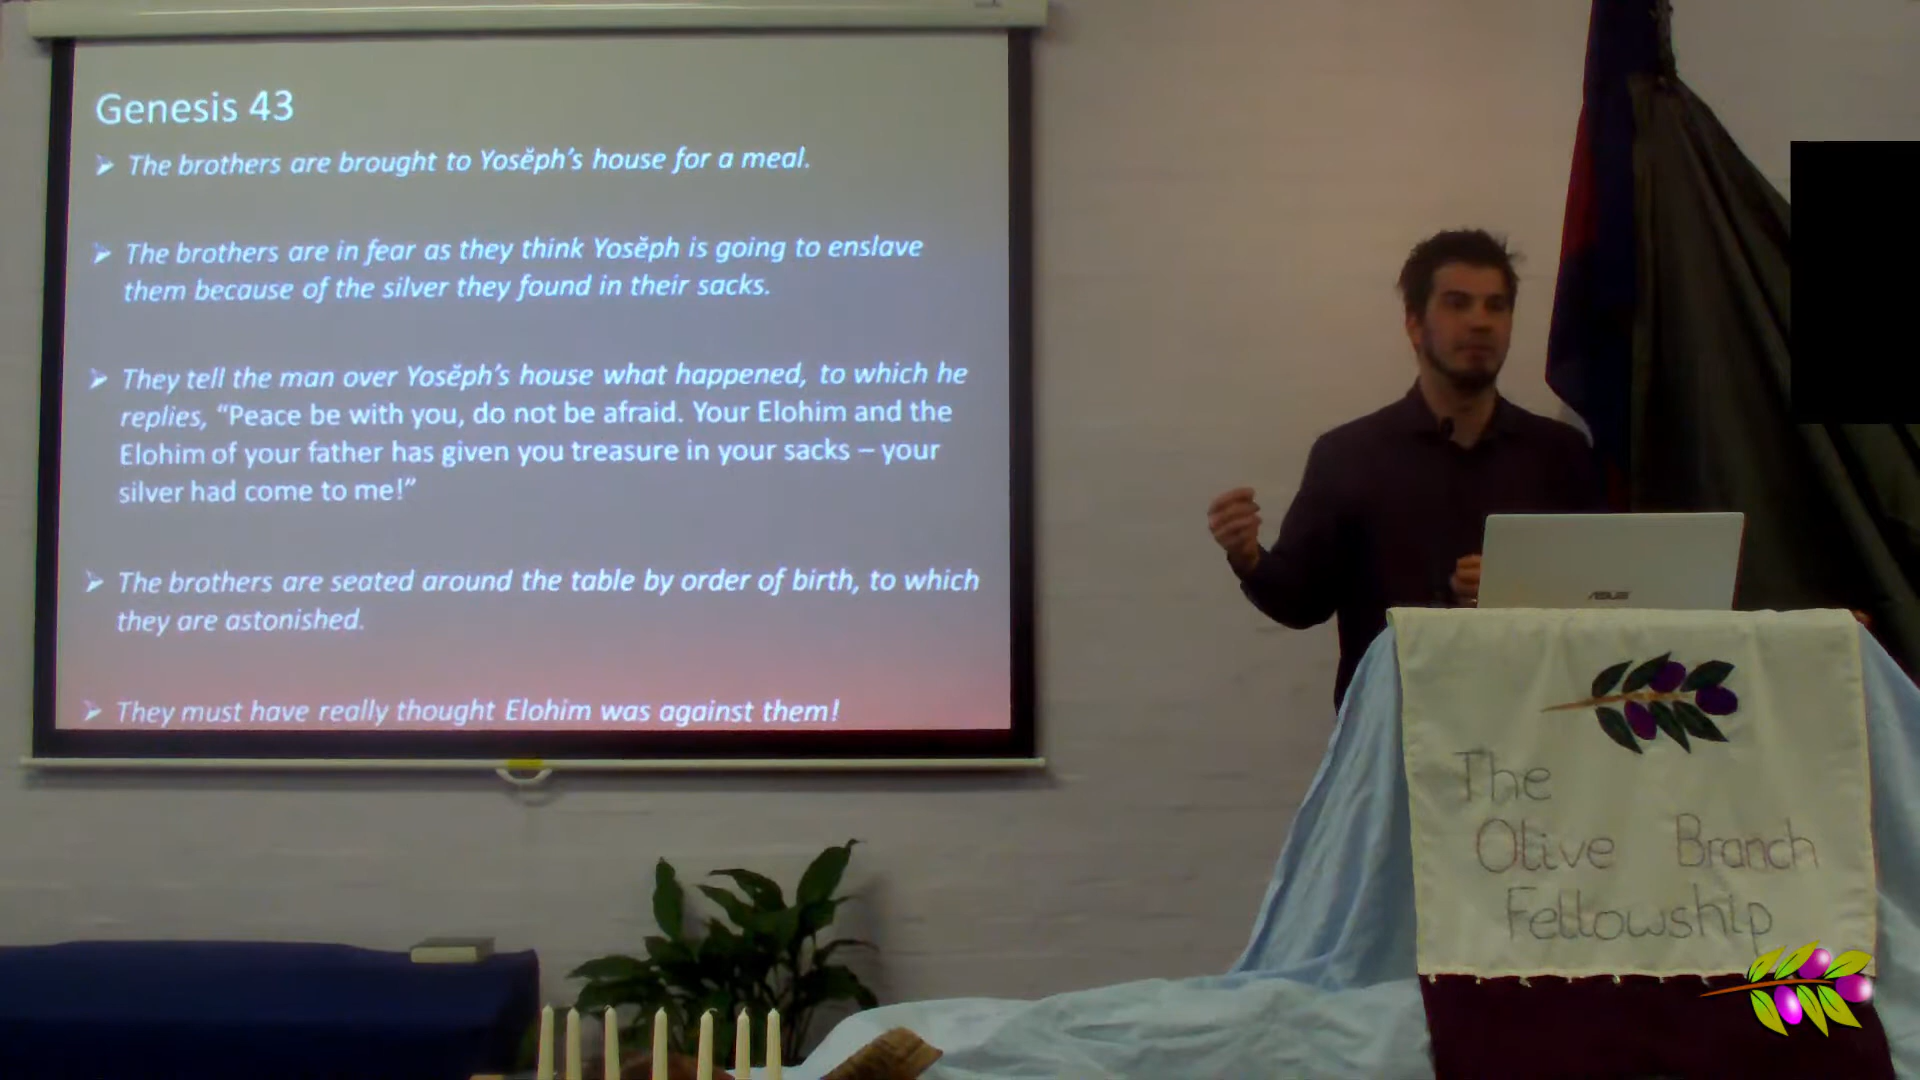 Genesis 43
➢ The brothers are brought to Yosĕph's house for a meal.
➢ The brothers are in fear as they think Yosĕph is going to enslave
them because of the silver they found in their sacks.
➢ They tell the man over Yosĕph's house what happened, to which he
replies, “Peace be with you, do not be afraid. Your Elohim and the
Elohim of your father has given you treasure in your sacks – your
silver had come to me!”
➢ The brothers are seated around the table by order of birth, to which
they are astonished.
➢ They must have really thought Elohim was against them!
ASUS
The
Olive Branch
Fellowship